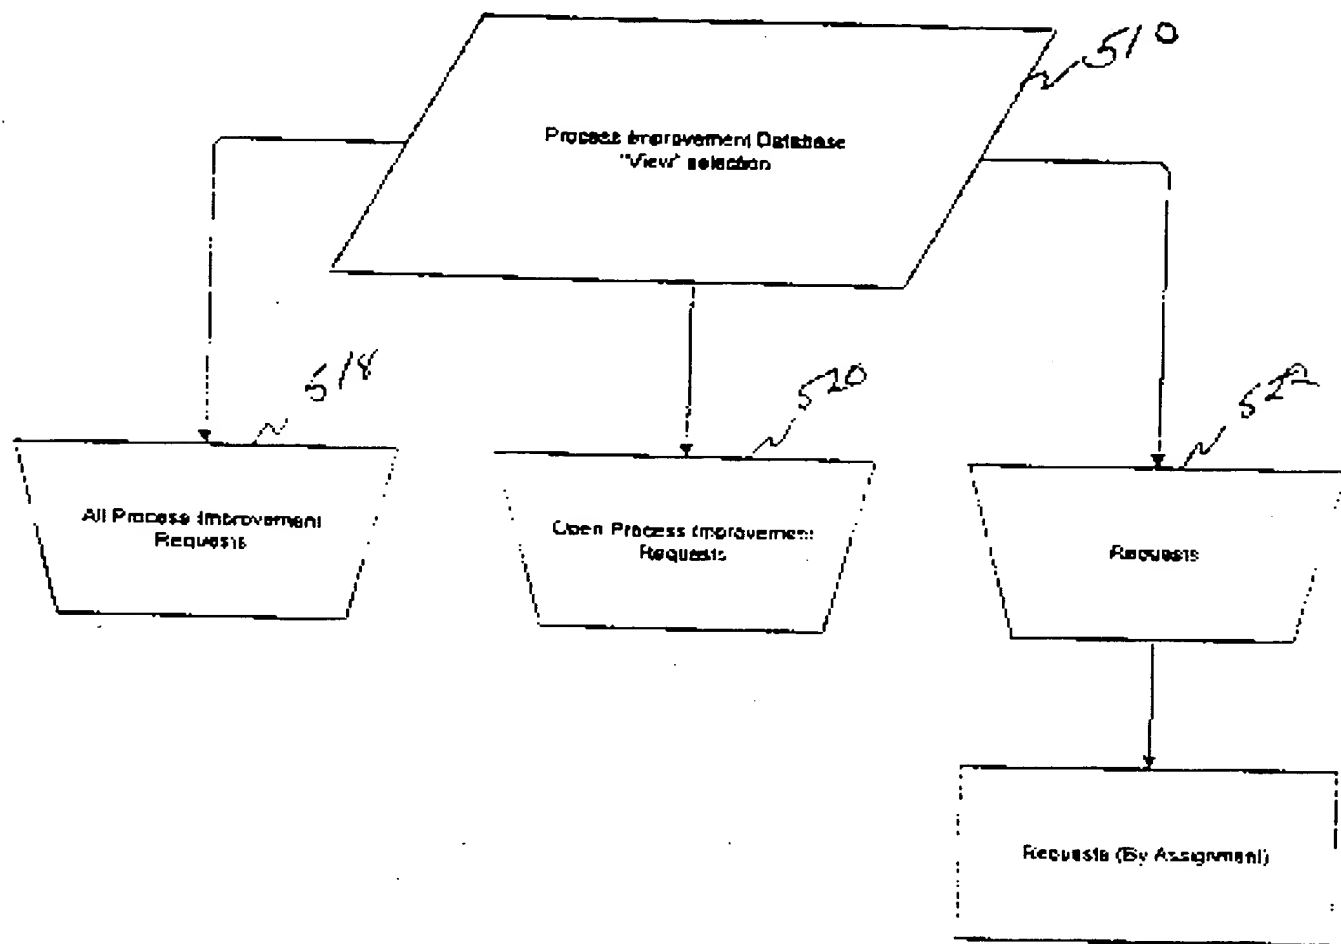 510
Process Improvement Database
"View" selection
518
520
522
All Process Improvement
Requests
Open Process Improvement
Requests
Requests
Requests (By Assignment)